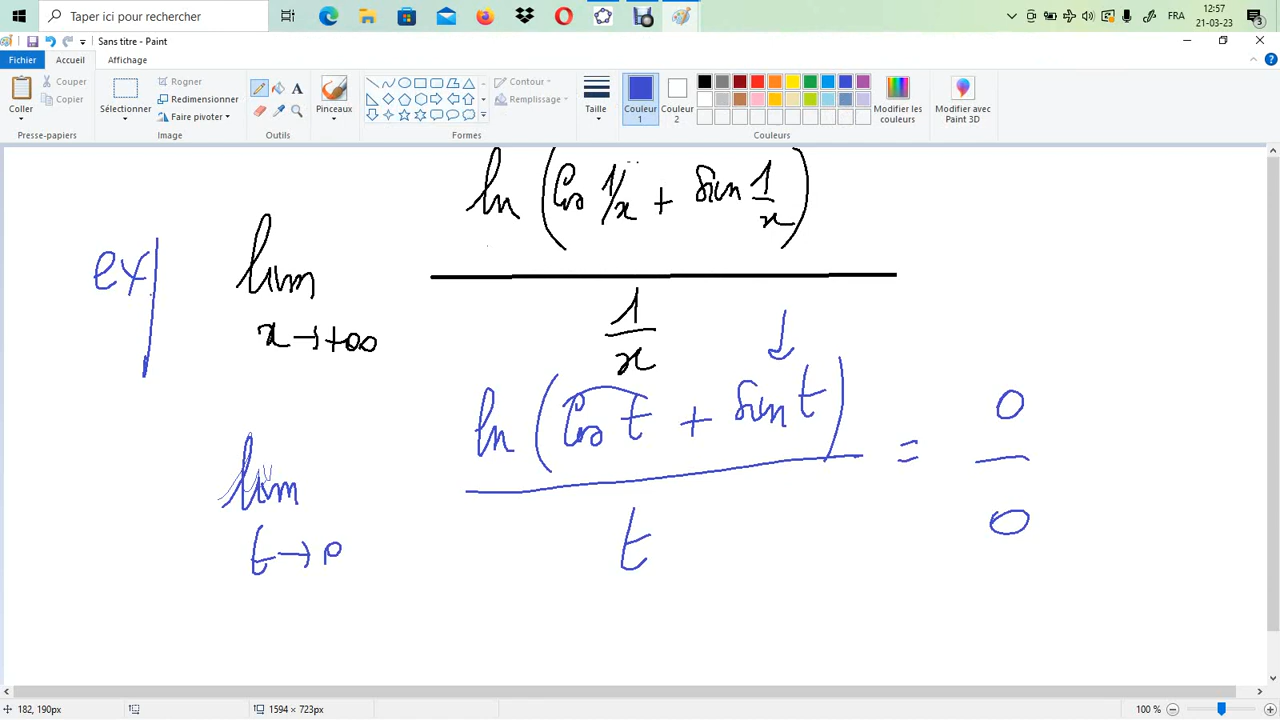 Taper ici pour rechercher
FRA
12:57
21-03-23
3
Sans titre - Paint
Fichier Accueil Affichage
Coller
Couper
Copier
Presse-papiers
Sélectionner
Rogner
Redimensionner
Faire pivoter
Image
A
Outils
Pinceaux
Contour
Remplissage
Formes
Taille
Couleur 1
Couleur 2
Couleurs
Modifier les couleurs
Modifier avec Paint 3D
ln (cos 1/x + sin 1/x)
ex lim
1/x
x→+∞
ln (cos t + sin t) = 0/0
lim
t
t→0
182, 190px
1594 × 723px
100 %